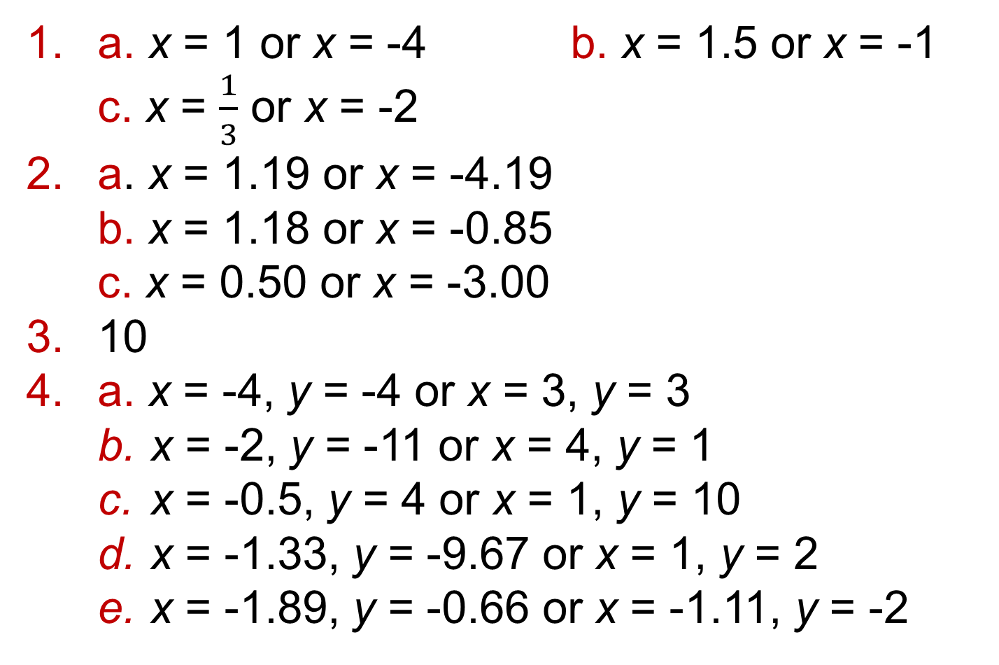 1. a. x = 1 or x = -4 b. x = 1.5 or x = -1
c. x = 1/3 or x = -2
2. a. x = 1.19 or x = -4.19
b. x = 1.18 or x = -0.85
c. x = 0.50 or x = -3.00
3. 10
4. a. x = -4, y = -4 or x = 3, y = 3
b. x = -2, y = -11 or x = 4, y = 1
c. x = -0.5, y = 4 or x = 1, y = 10
d. x = -1.33, y = -9.67 or x = 1, y = 2
e. x = -1.89, y = -0.66 or x = -1.11, y = -2